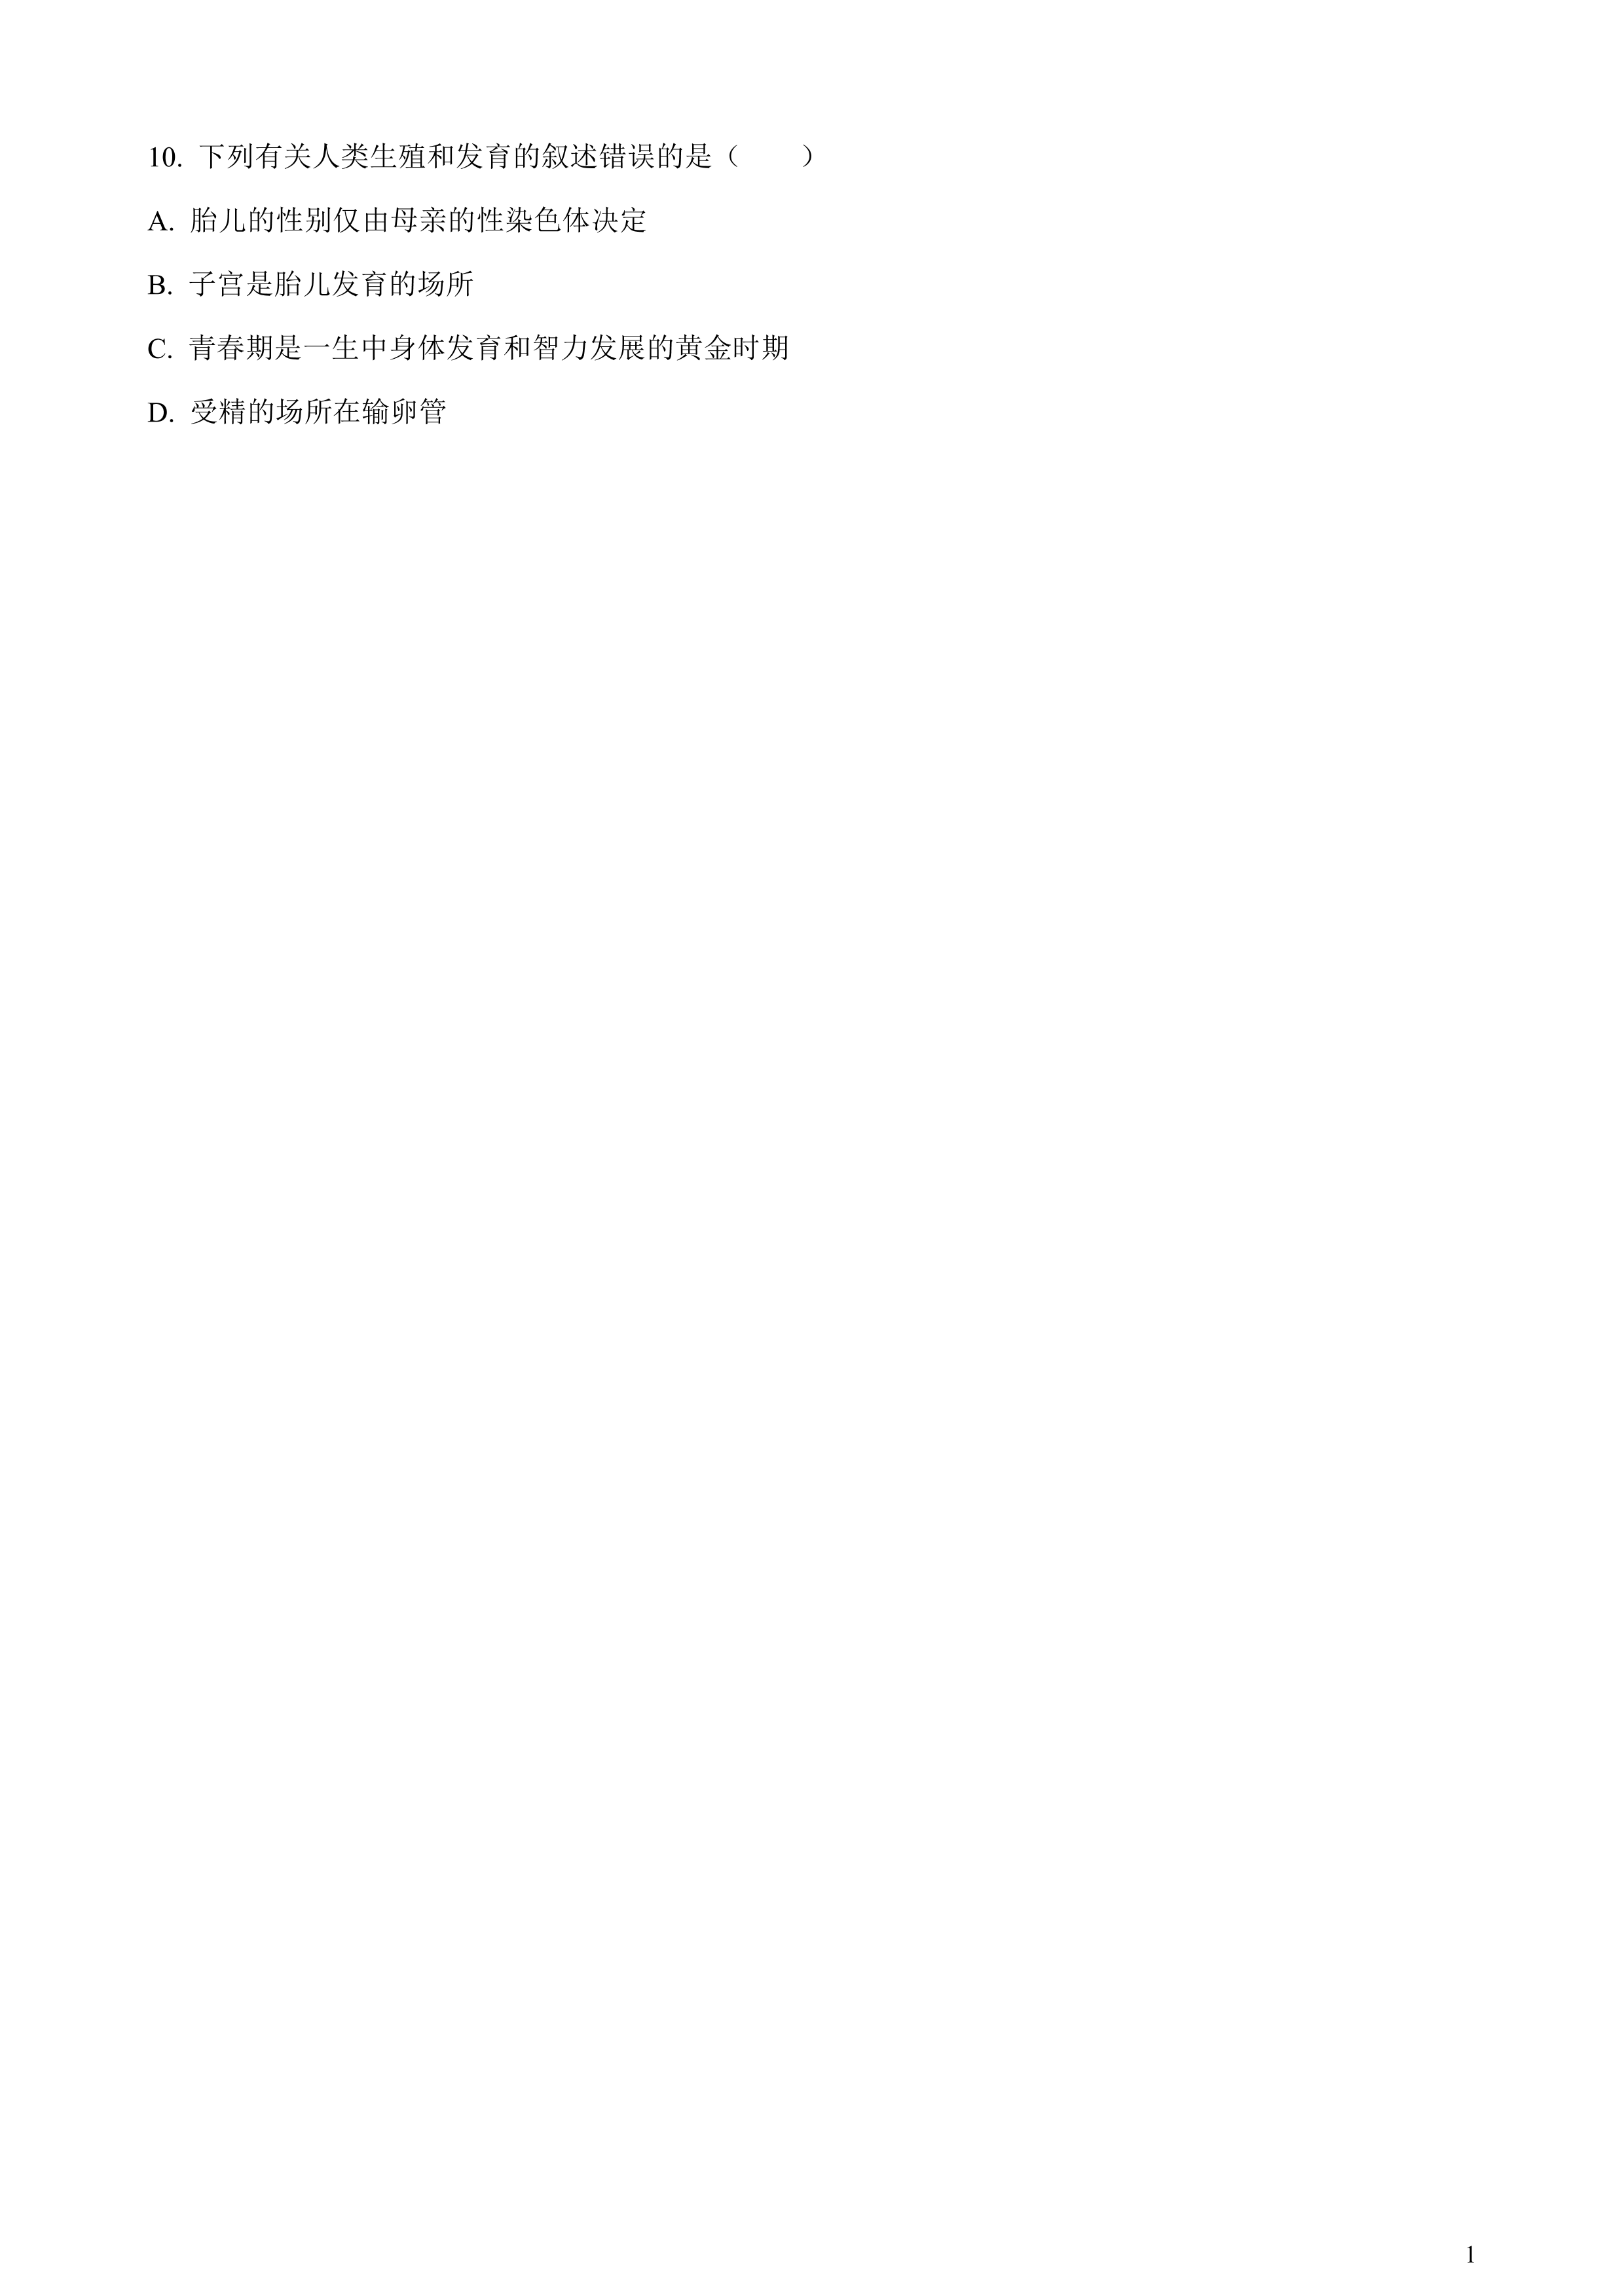 10. 下列有关人类生殖和发育的叙述错误的是（　　）
A. 胎儿的性别仅由母亲的性染色体决定
B. 子宫是胎儿发育的场所
C. 青春期是一生中身体发育和智力发展的黄金时期
D. 受精的场所在输卵管
1